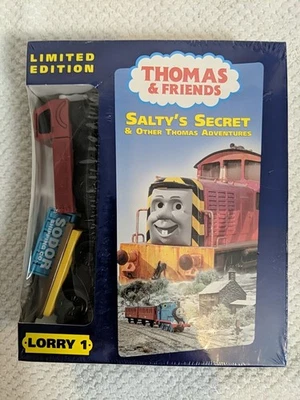 LIMITED
EDITION
THOMAS
& FRIENDS
SALTY'S SECRET
& OTHER THOMAS ADVENTURES
SODOR
LORRY 1